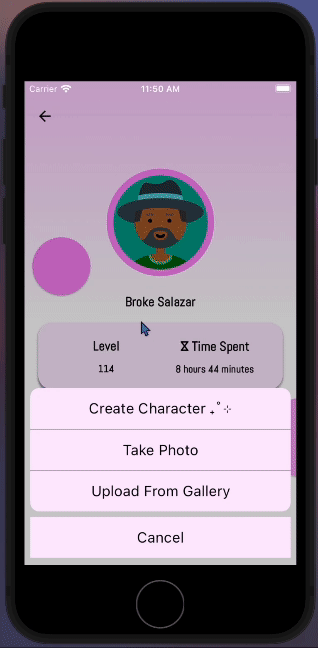 Carrier 11:50 AM
Broke Salazar
Level Time Spent
114 8 hours 44 minutes
Create Character ₊˚⊹
Take Photo
Upload From Gallery
Cancel